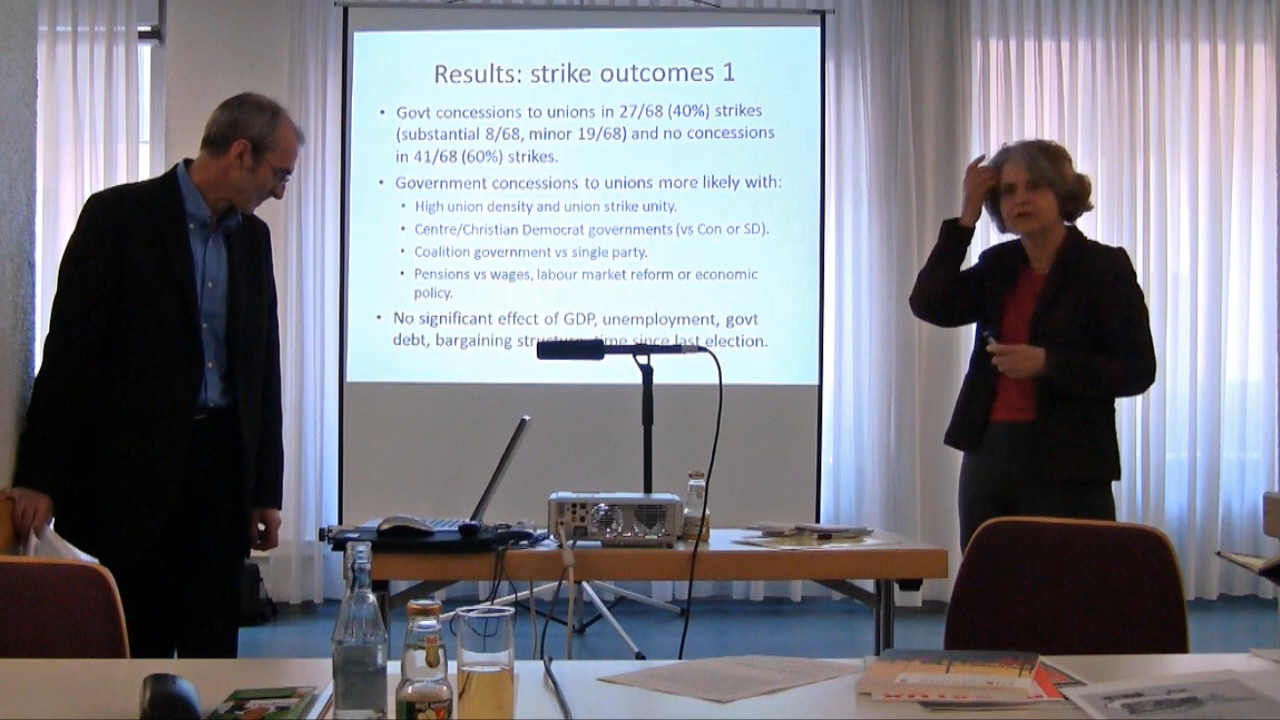 Results: strike outcomes 1
• Govt concessions to unions in 27/68 (40%) strikes
(substantial 8/68, minor 19/68) and no concessions
in 41/68 (60%) strikes.
• Government concessions to unions more likely with:
• High union density and union strike unity.
• Centre/Christian Democrat governments (vs Con or SD).
• Coalition government vs single party.
• Pensions vs wages, labour market reform or economic
policy.
• No significant effect of GDP, unemployment, govt
debt, bargaining structure, time since last election.